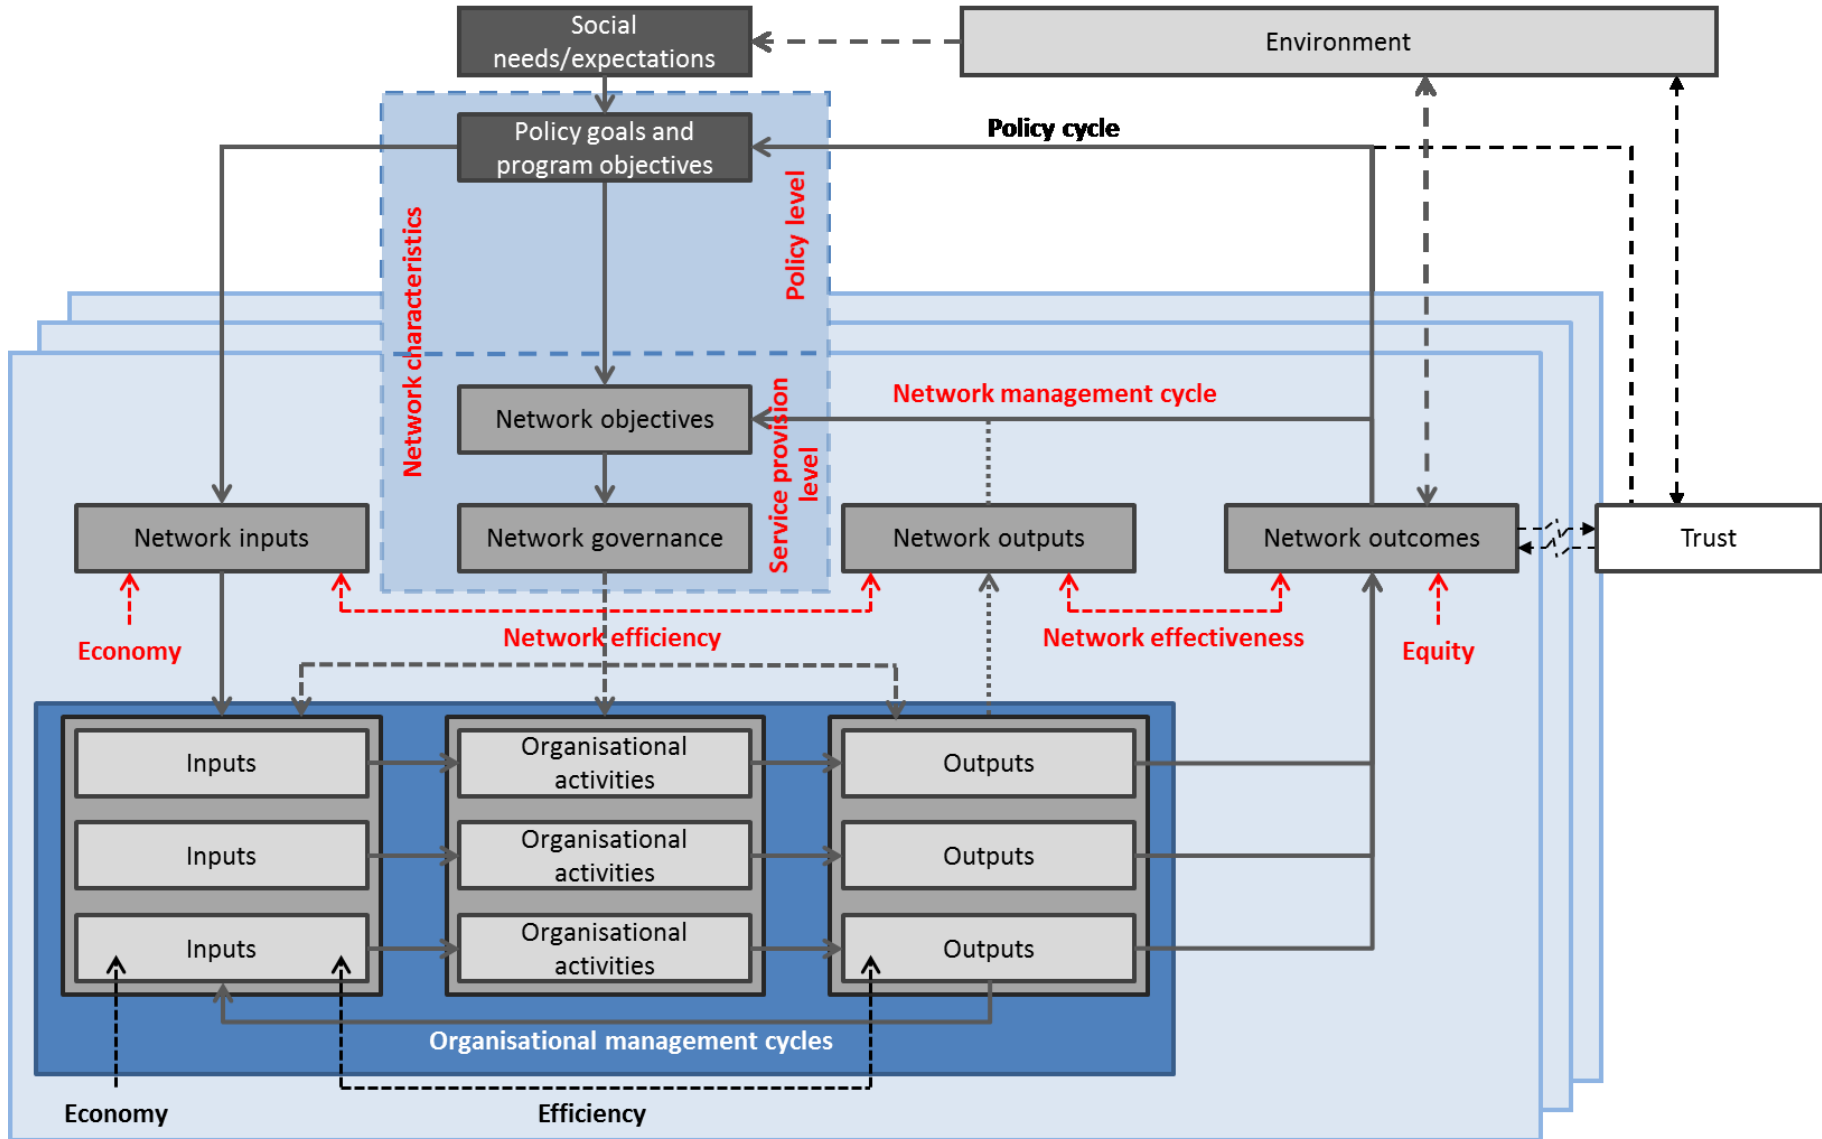 Social
needs/expectations
Environment
Policy goals and
program objectives
Policy cycle
Policy level
Network characteristics
Network objectives
Network management cycle
Service provision
level
Network inputs
Network governance
Network outputs
Network outcomes
Trust
Economy
Network efficiency
Network effectiveness
Equity
Inputs
Organisational
activities
Outputs
Inputs
Organisational
activities
Outputs
Inputs
Organisational
activities
Outputs
Organisational management cycles
Economy
Efficiency